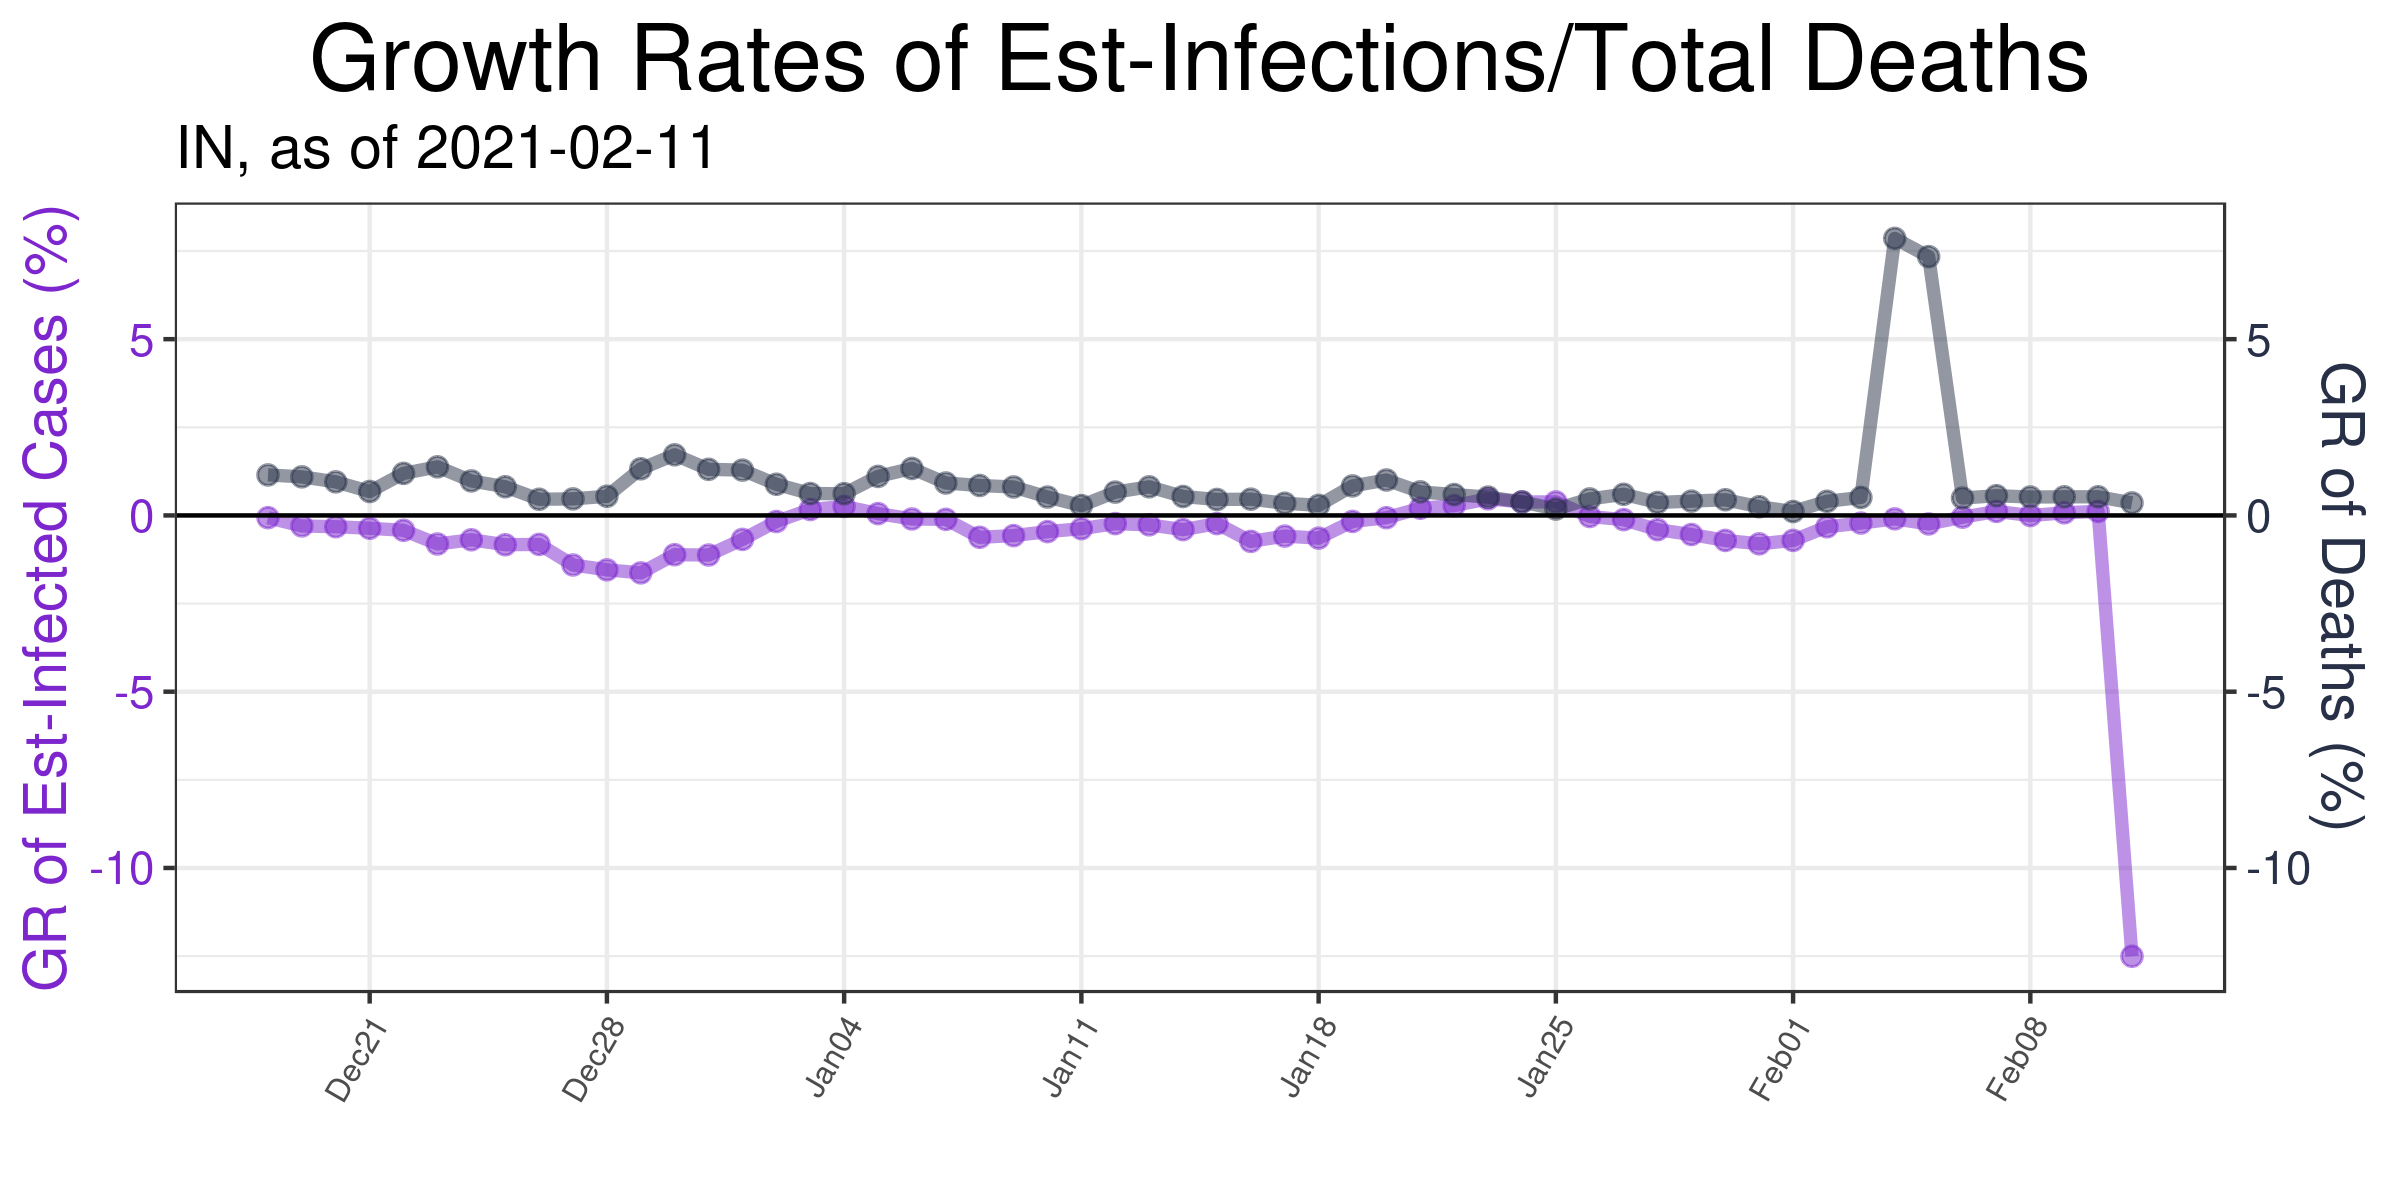 Growth Rates of Est-Infections/Total Deaths
IN, as of 2021-02-11
GR of Est-Infected Cases (%)
5
0
-5
-10
5
0
-5
-10
GR of Deaths (%)
Dec21
Dec28
Jan04
Jan11
Jan18
Jan25
Feb01
Feb08